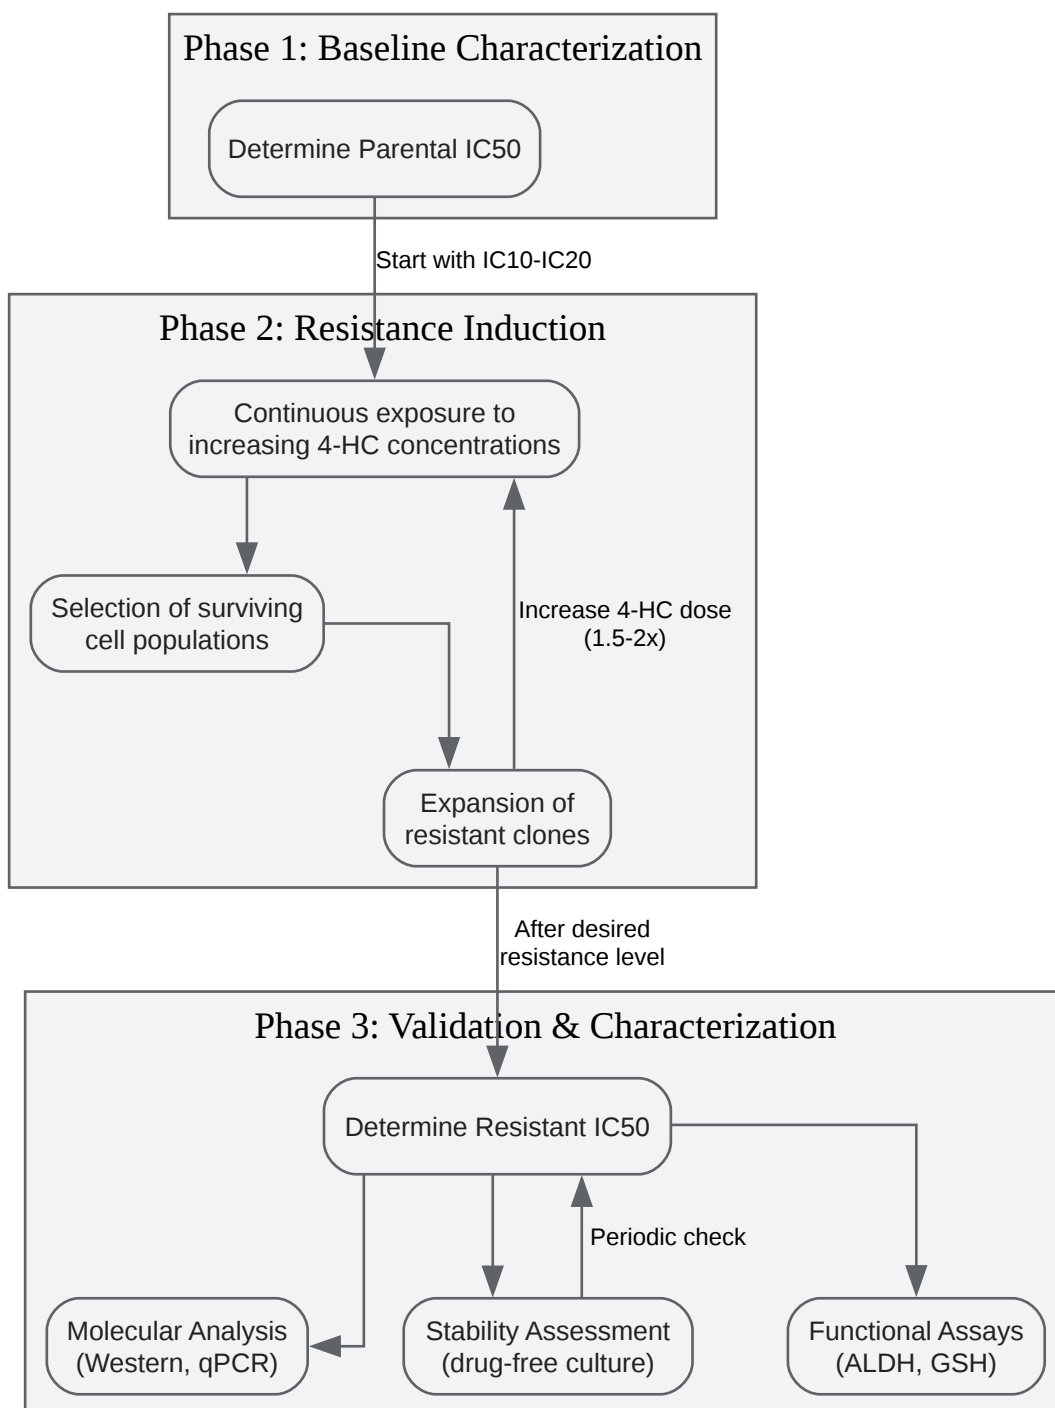 Phase 1: Baseline Characterization
Determine Parental IC50
Start with IC10-IC20
Phase 2: Resistance Induction
Continuous exposure to
increasing 4-HC concentrations
Selection of surviving
cell populations
Increase 4-HC dose
(1.5-2x)
Expansion of
resistant clones
After desired
resistance level
Phase 3: Validation & Characterization
Determine Resistant IC50
Periodic check
Molecular Analysis
(Western, qPCR)
Stability Assessment
(drug-free culture)
Functional Assays
(ALDH, GSH)